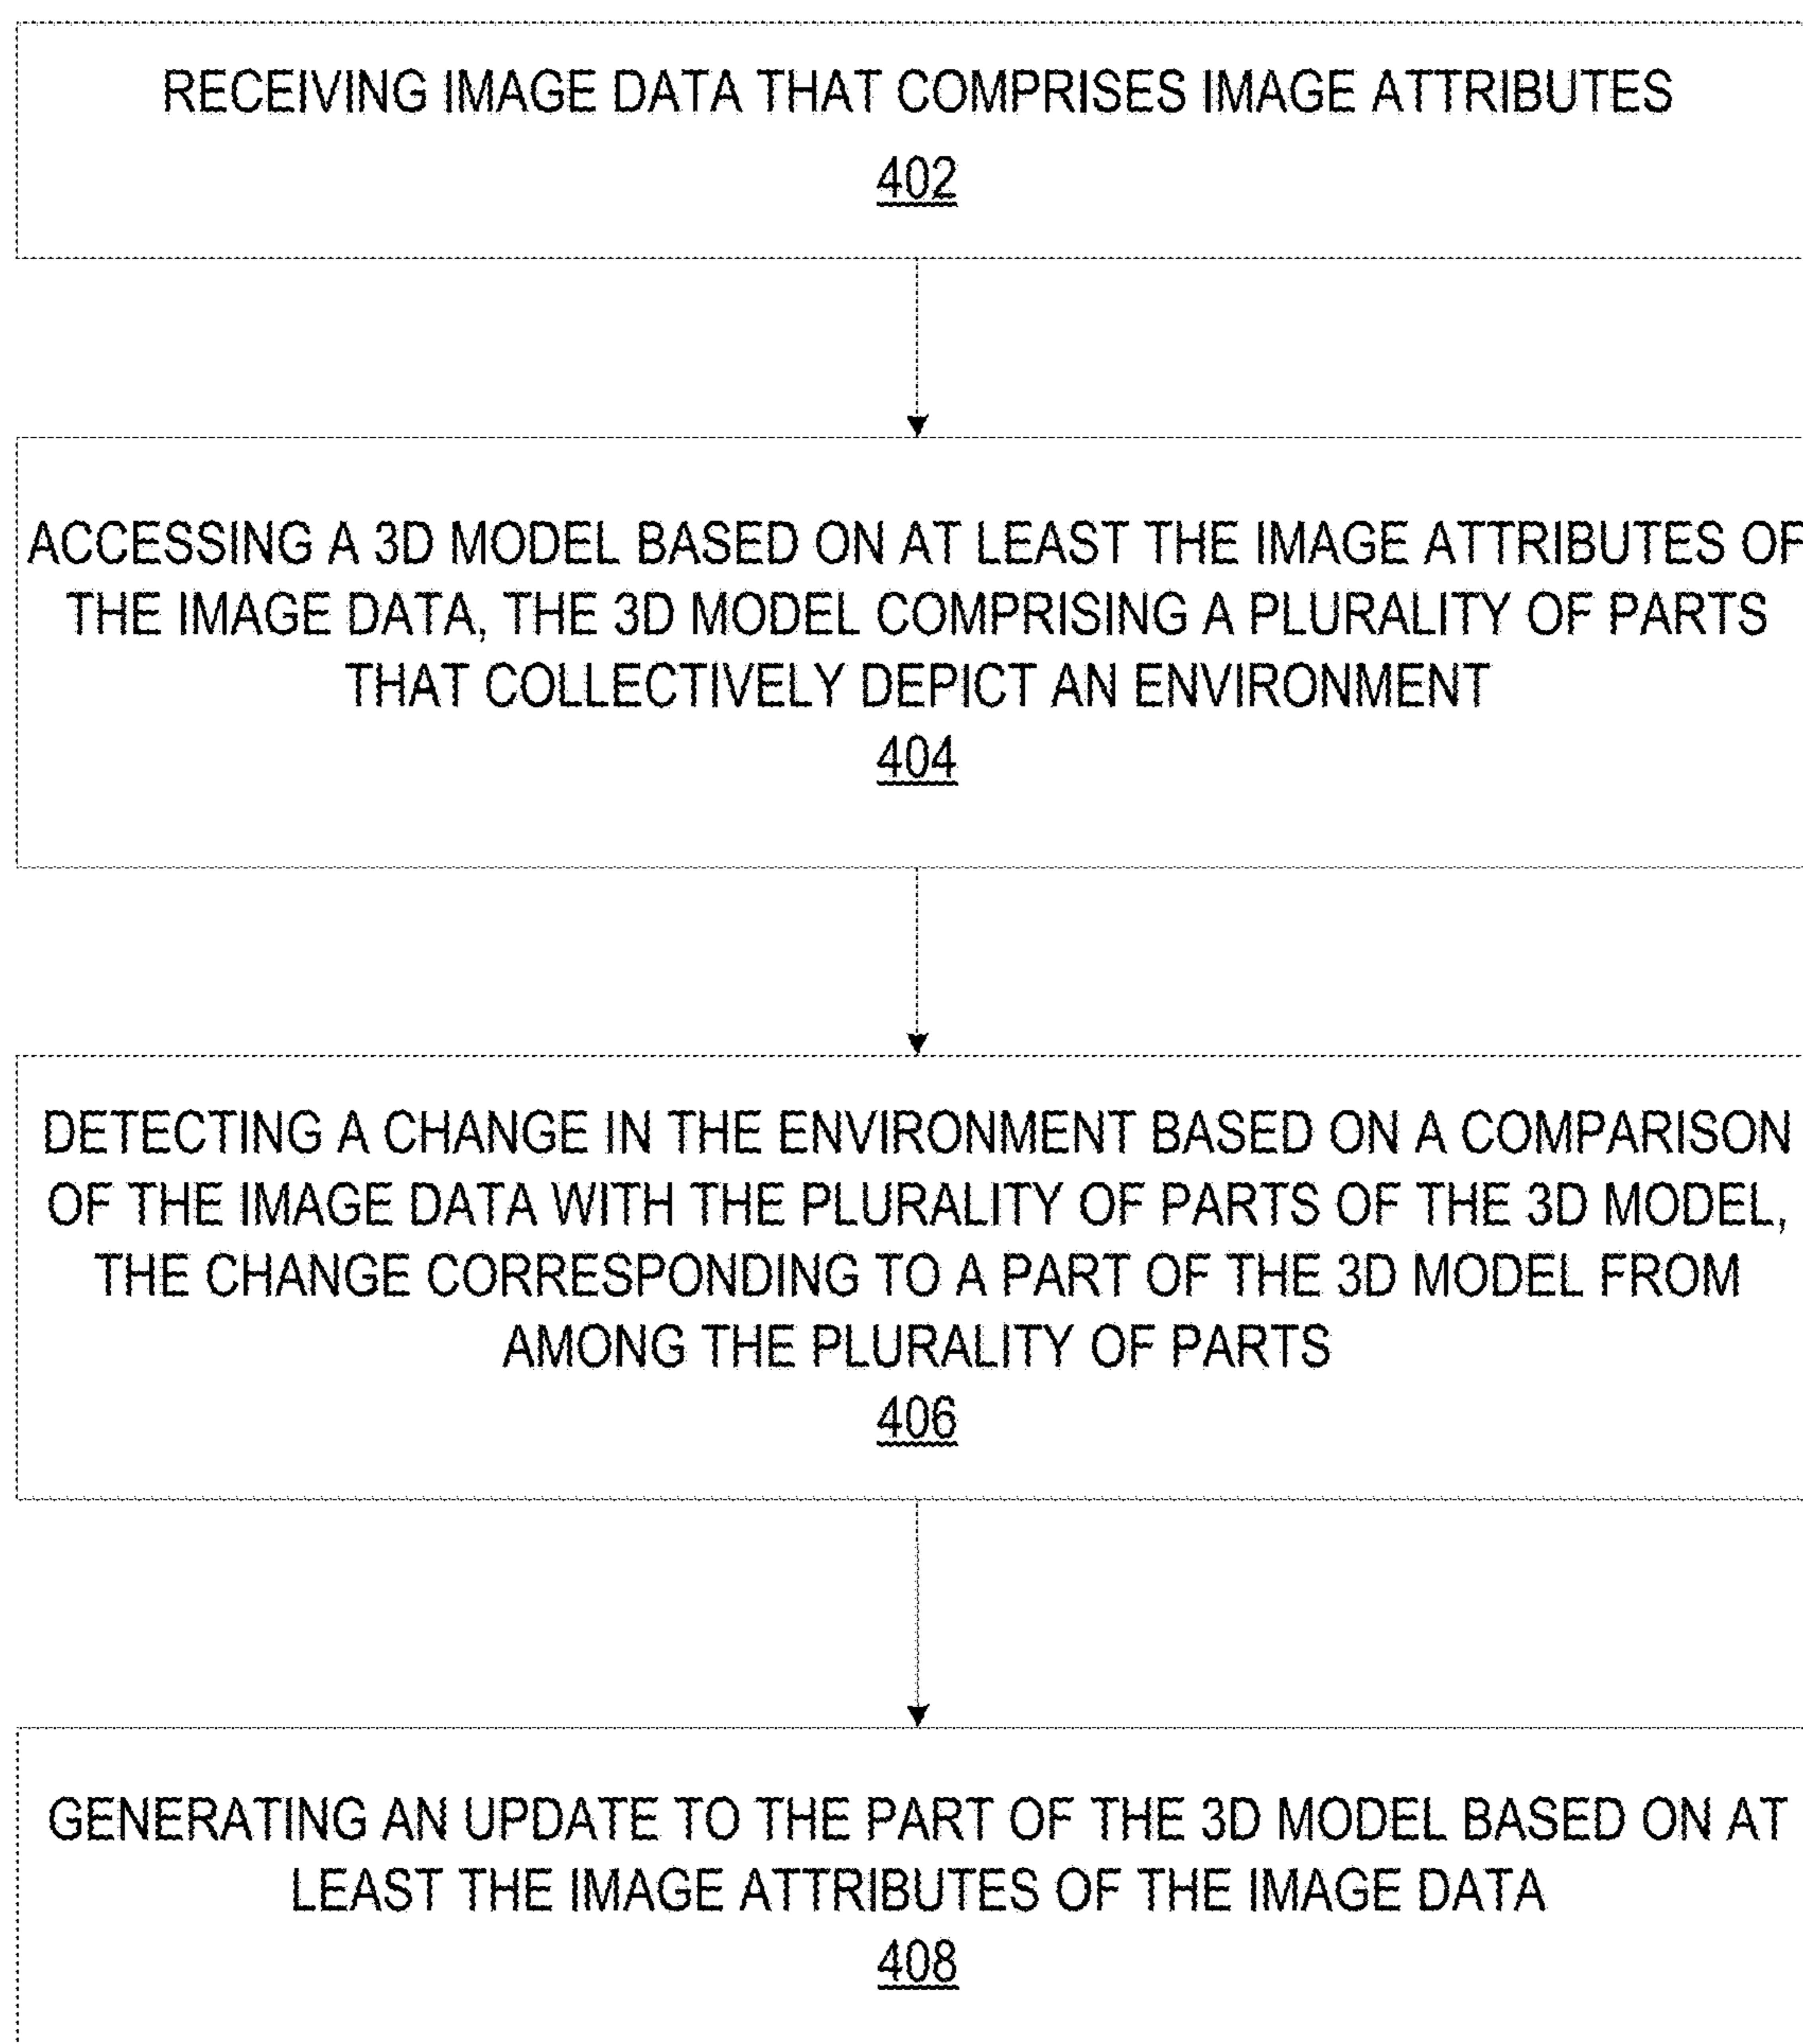 RECEIVING IMAGE DATA THAT COMPRISES IMAGE ATTRIBUTES
402
ACCESSING A 3D MODEL BASED ON AT LEAST THE IMAGE ATTRIBUTES OF
THE IMAGE DATA, THE 3D MODEL COMPRISING A PLURALITY OF PARTS
THAT COLLECTIVELY DEPICT AN ENVIRONMENT
404
DETECTING A CHANGE IN THE ENVIRONMENT BASED ON A COMPARISON
OF THE IMAGE DATA WITH THE PLURALITY OF PARTS OF THE 3D MODEL,
THE CHANGE CORRESPONDING TO A PART OF THE 3D MODEL FROM
AMONG THE PLURALITY OF PARTS
406
GENERATING AN UPDATE TO THE PART OF THE 3D MODEL BASED ON AT
LEAST THE IMAGE ATTRIBUTES OF THE IMAGE DATA
408